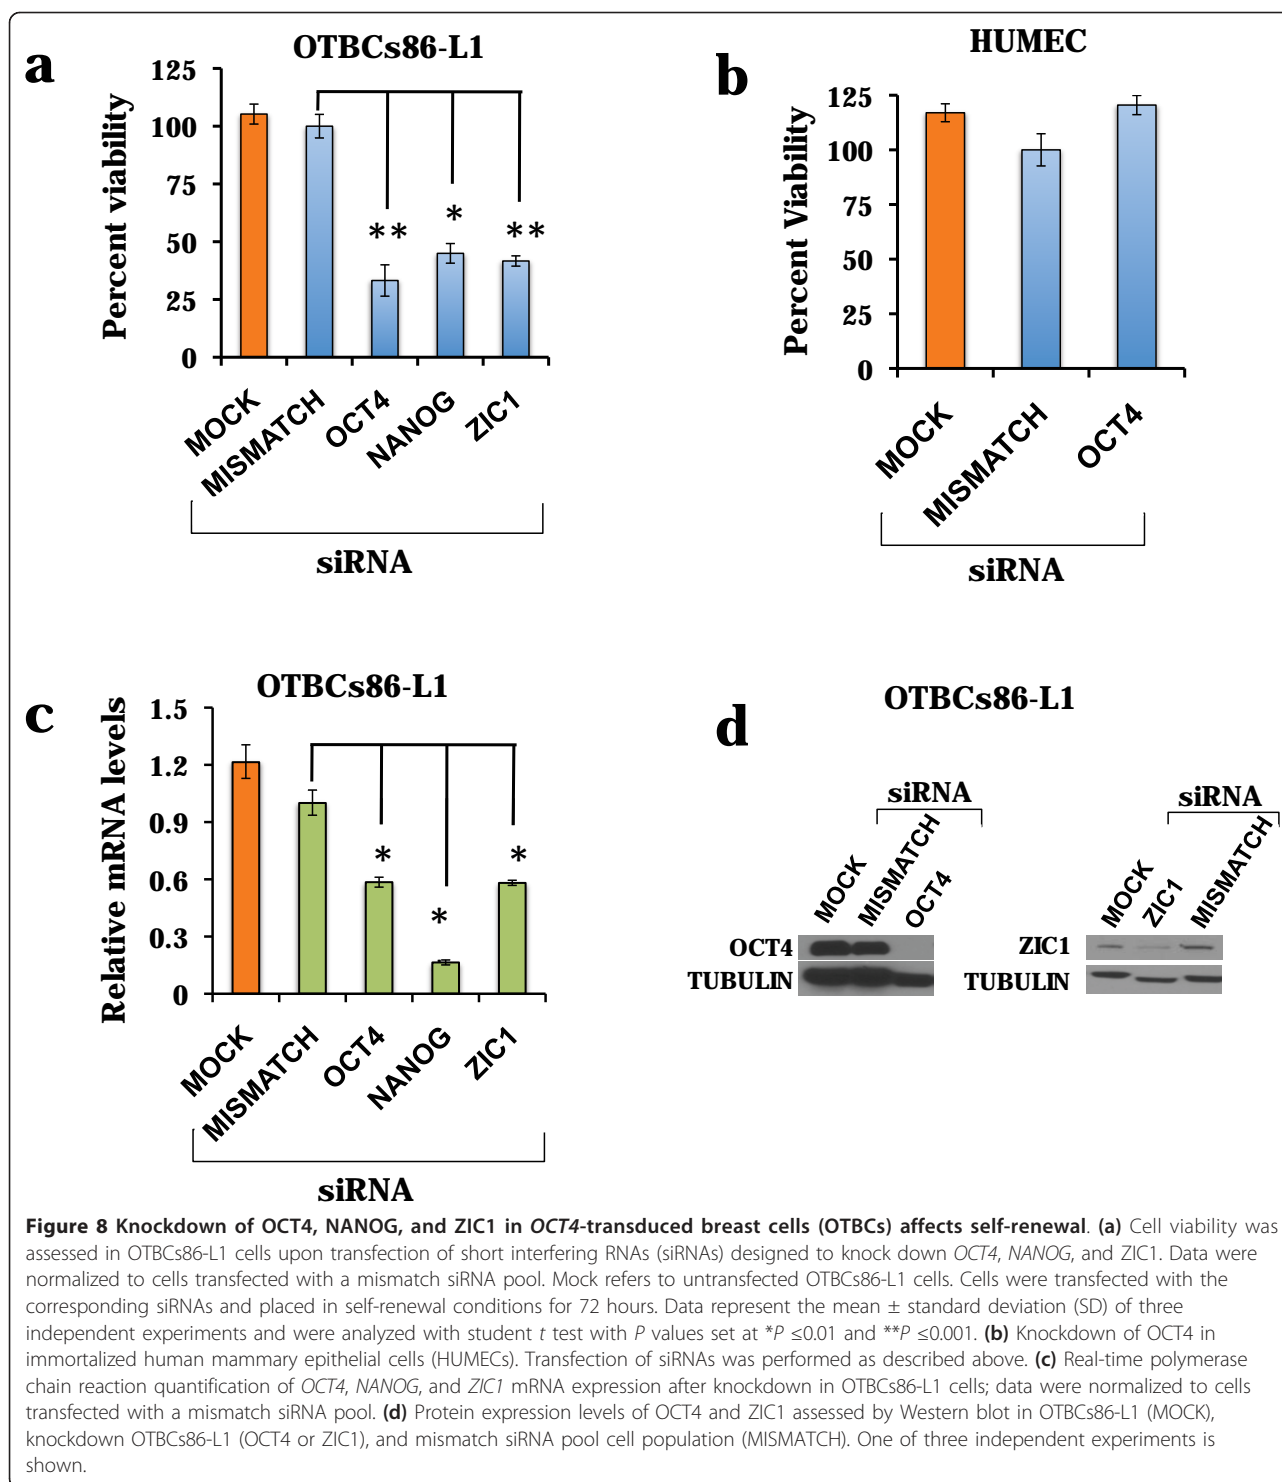 a
OTBCs86-L1
Percent viability
125
100
75
50
25
0
**
*
**
MOCK
MISMATCH
OCT4
NANOG
ZIC1
siRNA
b
HUMEC
Percent Viability
125
100
75
50
25
0
MOCK
MISMATCH
OCT4
siRNA
c
OTBCs86-L1
Relative mRNA levels
1.5
1.2
0.9
0.6
0.3
0
*
*
*
MOCK
MISMATCH
OCT4
NANOG
ZIC1
siRNA
d
OTBCs86-L1
siRNA
MOCK
MISMATCH
OCT4
OCT4
TUBULIN
siRNA
MOCK
ZIC1
MISMATCH
ZIC1
TUBULIN
Figure 8 Knockdown of OCT4, NANOG, and ZIC1 in OCT4-transduced breast cells (OTBCs) affects self-renewal. (a) Cell viability was
assessed in OTBCs86-L1 cells upon transfection of short interfering RNAs (siRNAs) designed to knock down OCT4, NANOG, and ZIC1. Data were
normalized to cells transfected with a mismatch siRNA pool. Mock refers to untransfected OTBCs86-L1 cells. Cells were transfected with the
corresponding siRNAs and placed in self-renewal conditions for 72 hours. Data represent the mean ± standard deviation (SD) of three
independent experiments and were analyzed with student t test with P values set at *P ≤0.01 and **P ≤0.001. (b) Knockdown of OCT4 in
immortalized human mammary epithelial cells (HUMECs). Transfection of siRNAs was performed as described above. (c) Real-time polymerase
chain reaction quantification of OCT4, NANOG, and ZIC1 mRNA expression after knockdown in OTBCs86-L1 cells; data were normalized to cells
transfected with a mismatch siRNA pool. (d) Protein expression levels of OCT4 and ZIC1 assessed by Western blot in OTBCs86-L1 (MOCK),
knockdown OTBCs86-L1 (OCT4 or ZIC1), and mismatch siRNA pool cell population (MISMATCH). One of three independent experiments is
shown.